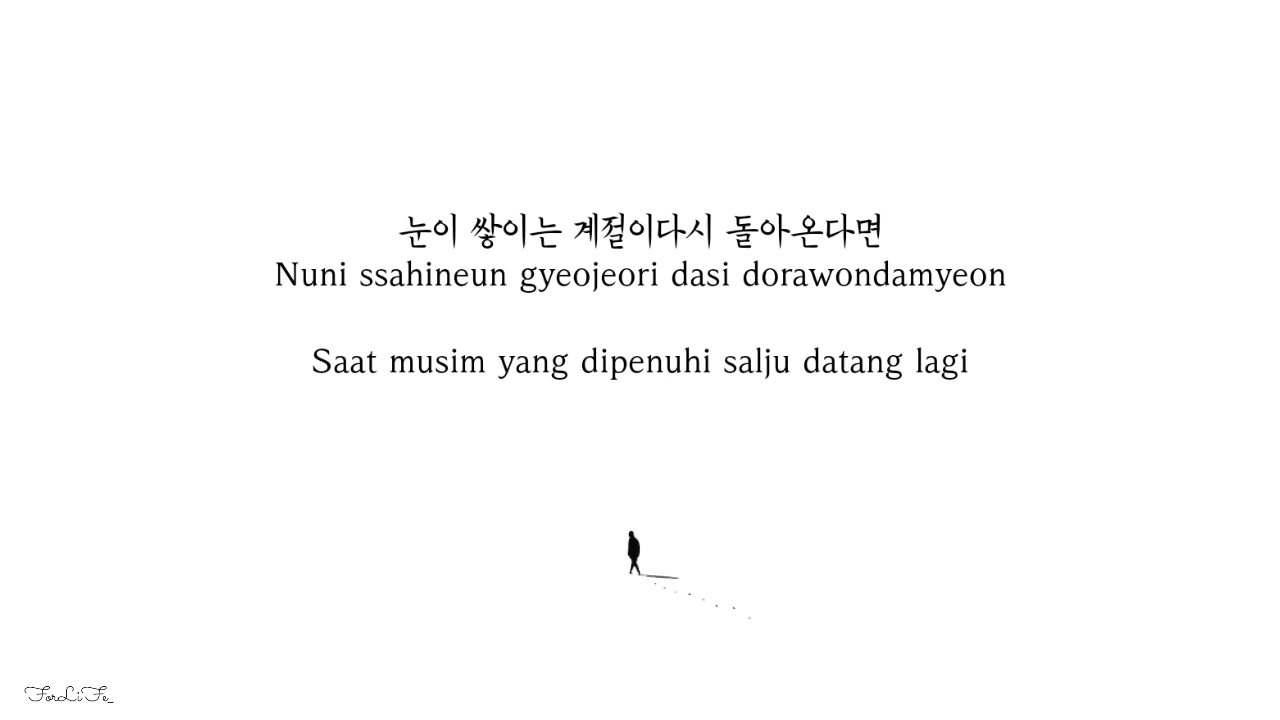 눈이 쌓이는 계절이다시 돌아온다면
Nuni ssahineun gyeojeori dasi dorawondamyeon
Saat musim yang dipenuhi salju datang lagi
ForLiFe_